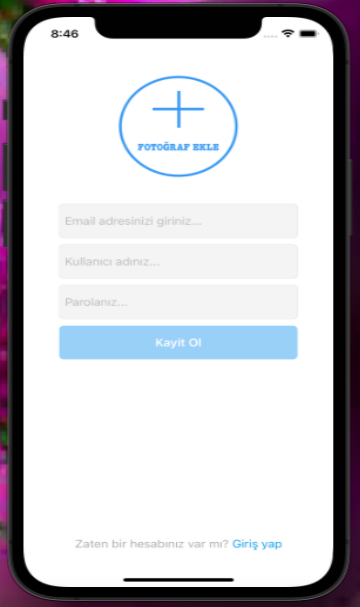 8:46
FOTOĞRAF EKLE
Email adresinizi giriniz...
Kullanıcı adınız...
Parolanız...
Kayit Ol
Zaten bir hesabınız var mı? Giriş yap